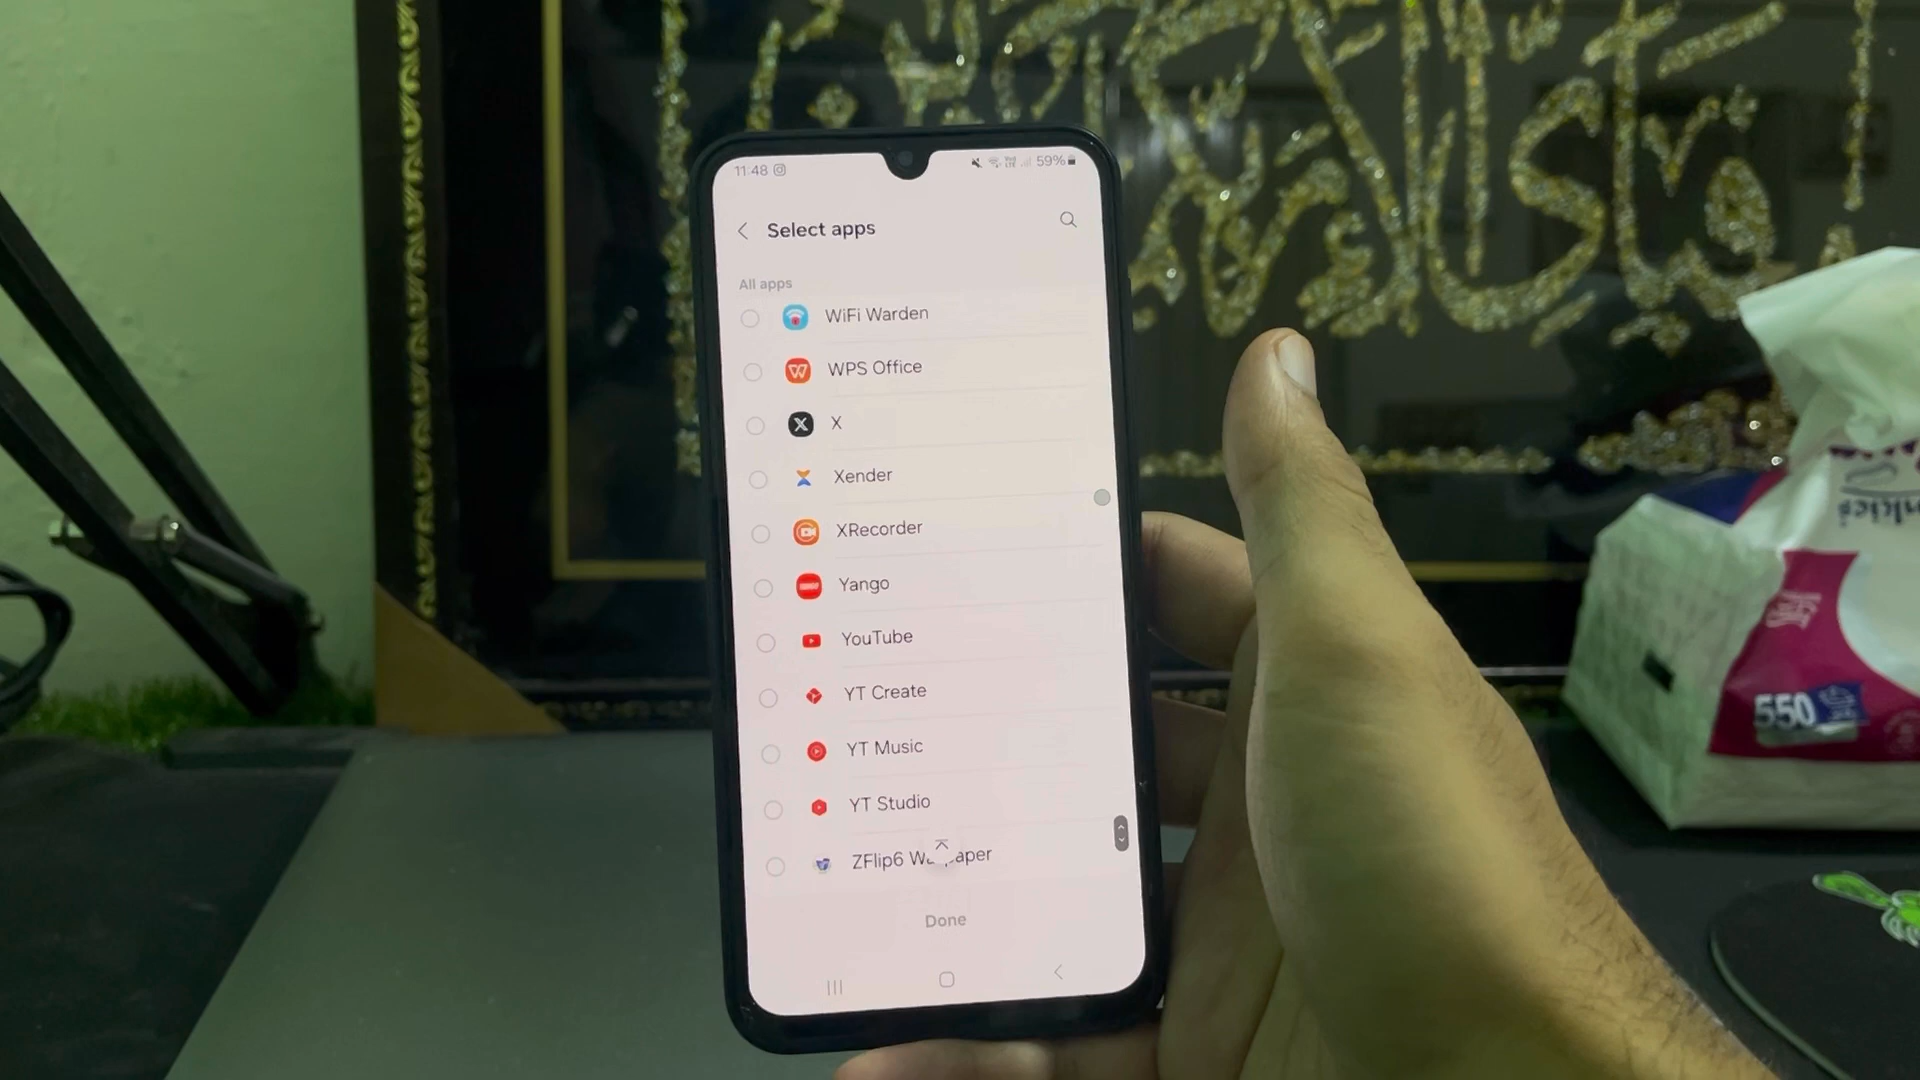 11:48
59%
Select apps
All apps
WiFi Warden
WPS Office
X
Xender
XRecorder
Yango
YouTube
YT Create
YT Music
YT Studio
ZFlip6
Done
550